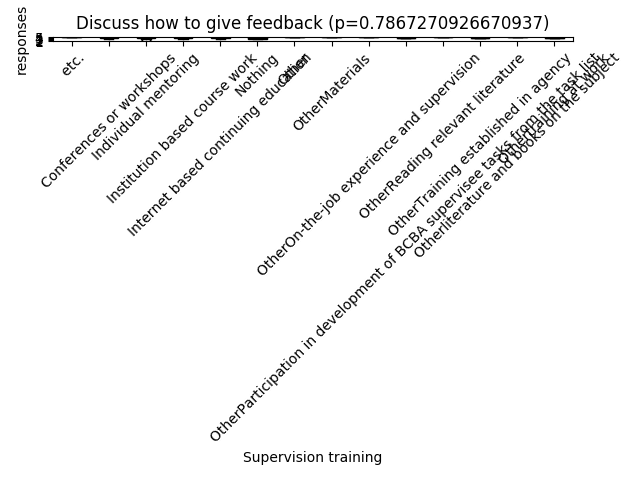 Discuss how to give feedback (p=0.7867270926670937)
responses
etc.
Conferences or workshops
Individual mentoring
Institution based course work
Nothing
Internet based continuing education
Other
OtherMaterials
OtherOn-the-job experience and supervision
OtherReading relevant literature
OtherTraining established in agency
OtherParticipation in development of BCBA supervisee tasks from the task list
Otherliterature and books on the subject
Supervision training